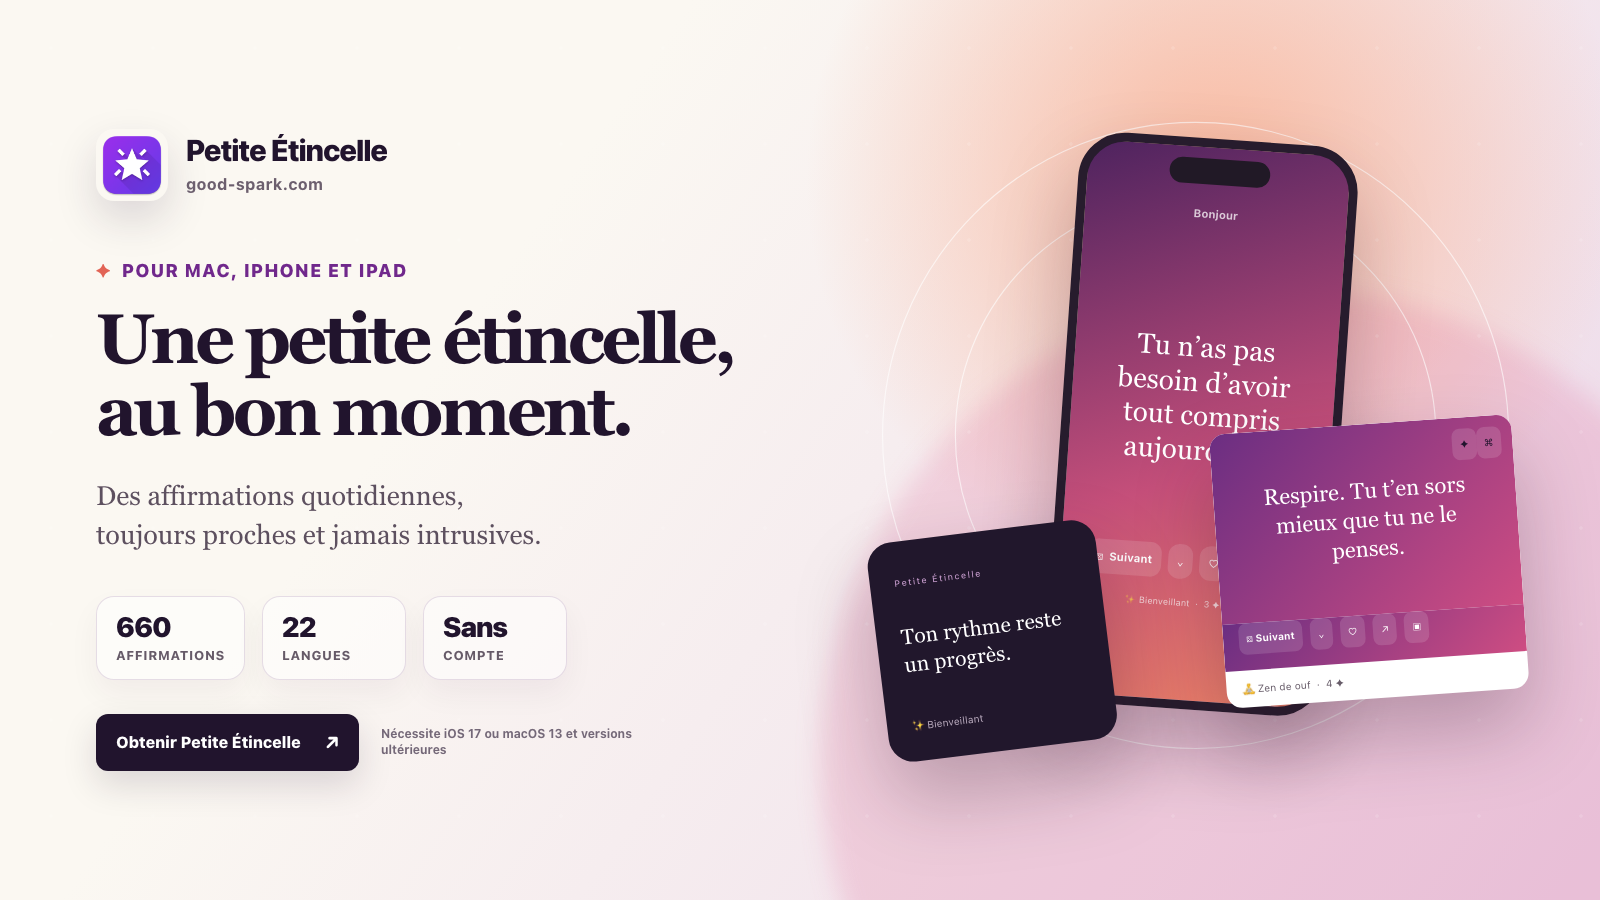 Petite Étincelle
good-spark.com
POUR MAC, IPHONE ET IPAD
Une petite étincelle,
au bon moment.
Des affirmations quotidiennes,
toujours proches et jamais intrusives.
660
AFFIRMATIONS
22
LANGUES
Sans
COMPTE
Obtenir Petite Étincelle
Nécessite iOS 17 ou macOS 13 et versions
ultérieures
Bonjour
Tu n’as pas
besoin d’avoir
tout compris
Suivant
✨ Bienveillant · 3 ✦
Petite Étincelle
Ton rythme reste
un progrès.
✨ Bienveillant
Respire. Tu t’en sors
mieux que tu ne le
penses.
Suivant
Zen de ouf · 4 ✦